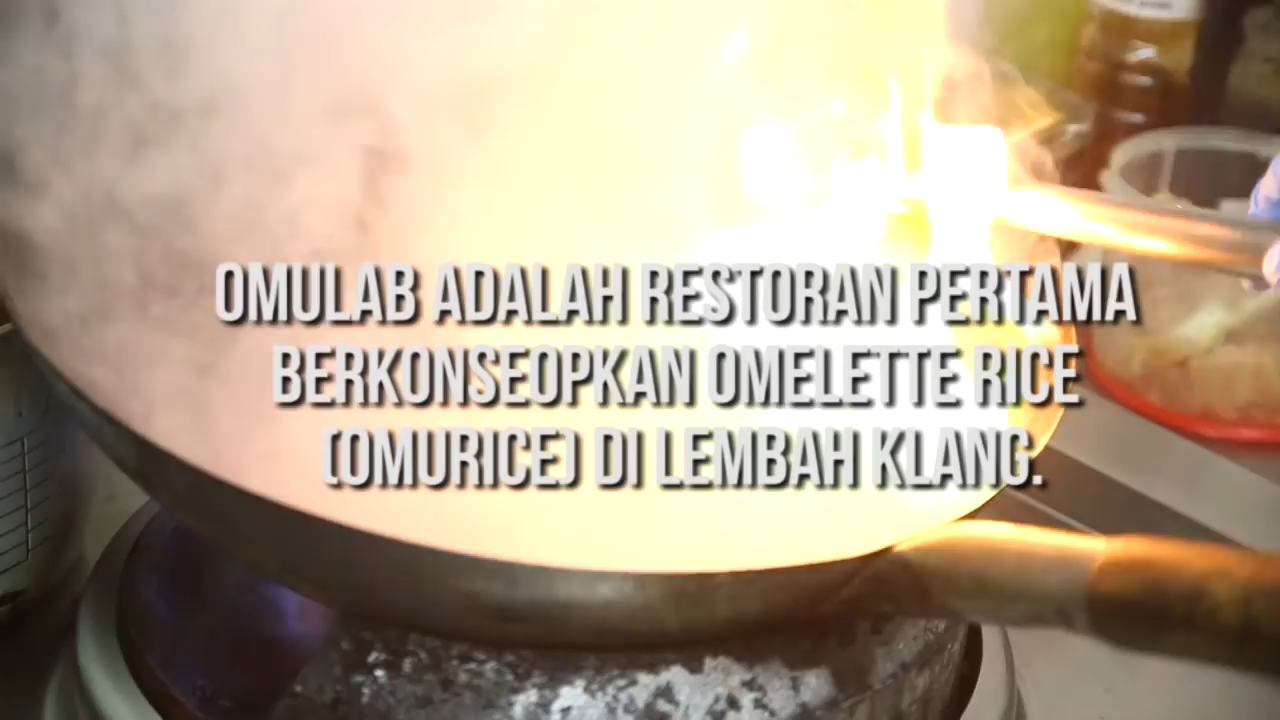 OMULAB ADALAH RESTORAN PERTAMA
BERKONSEOPKAN OMELETTE RICE
(OMURICE) DI LEMBAH KLANG.